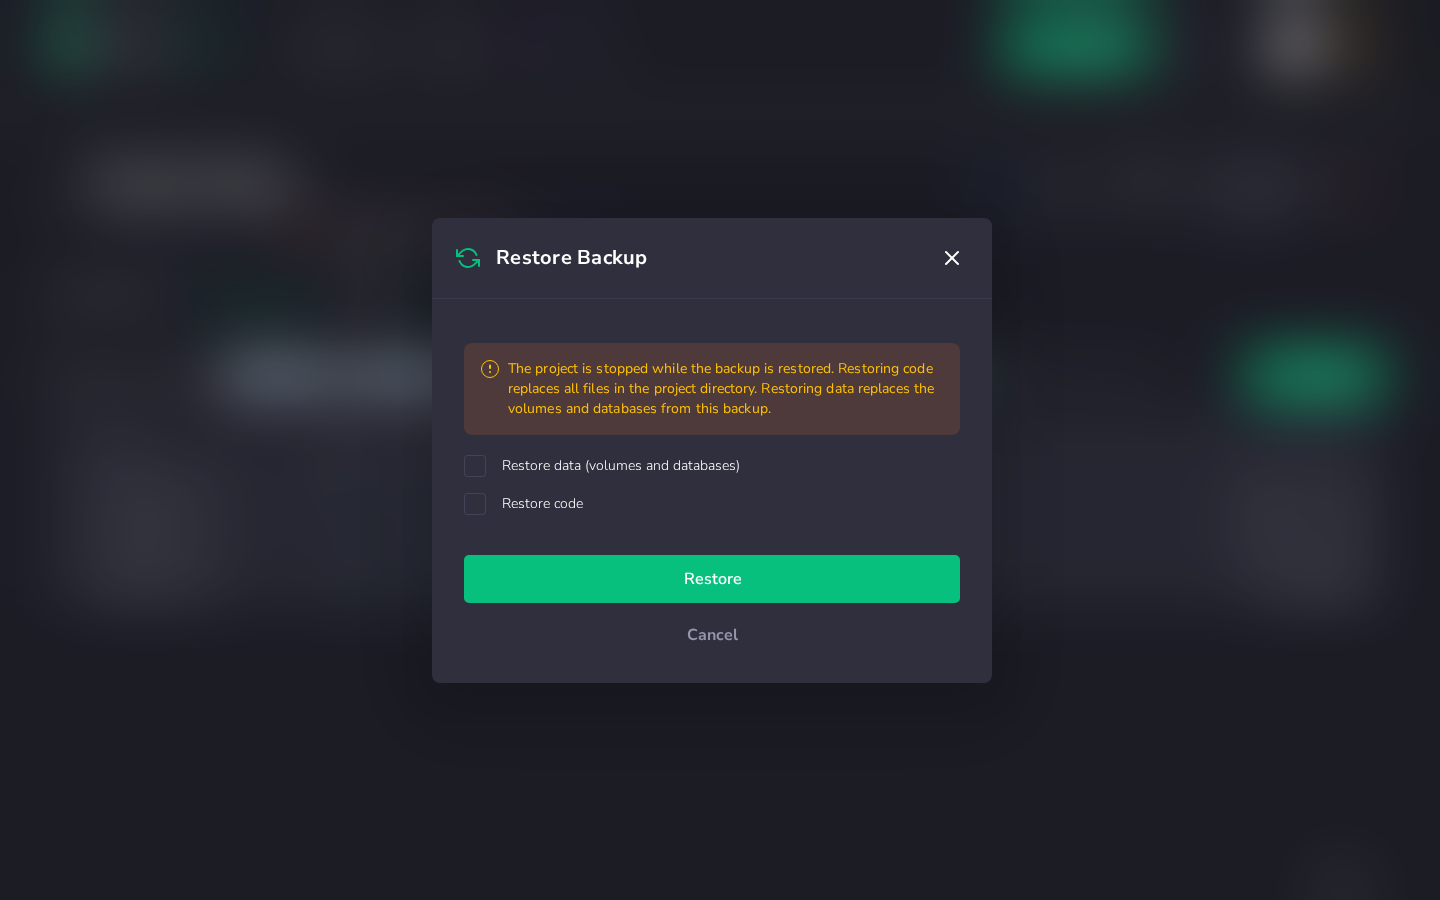 Restore Backup
The project is stopped while the backup is restored. Restoring code
replaces all files in the project directory. Restoring data replaces the
volumes and databases from this backup.
Restore data (volumes and databases)
Restore code
Restore
Cancel